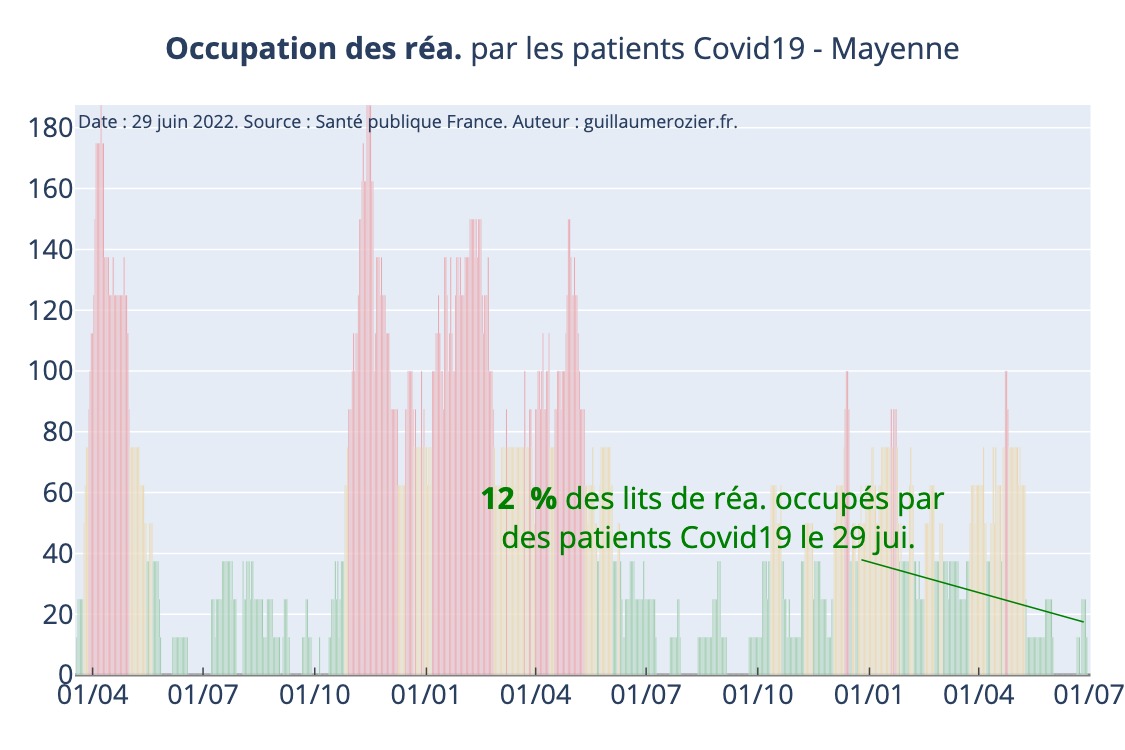 Occupation des réa. par les patients Covid19 - Mayenne
Date : 29 juin 2022. Source : Santé publique France. Auteur : guillaumerozier.fr.
180
160
140
120
100
80
60
40
20
0
12  % des lits de réa. occupés par
des patients Covid19 le 29 jui.
01/04 01/07 01/10 01/01 01/04 01/07 01/10 01/01 01/04 01/07